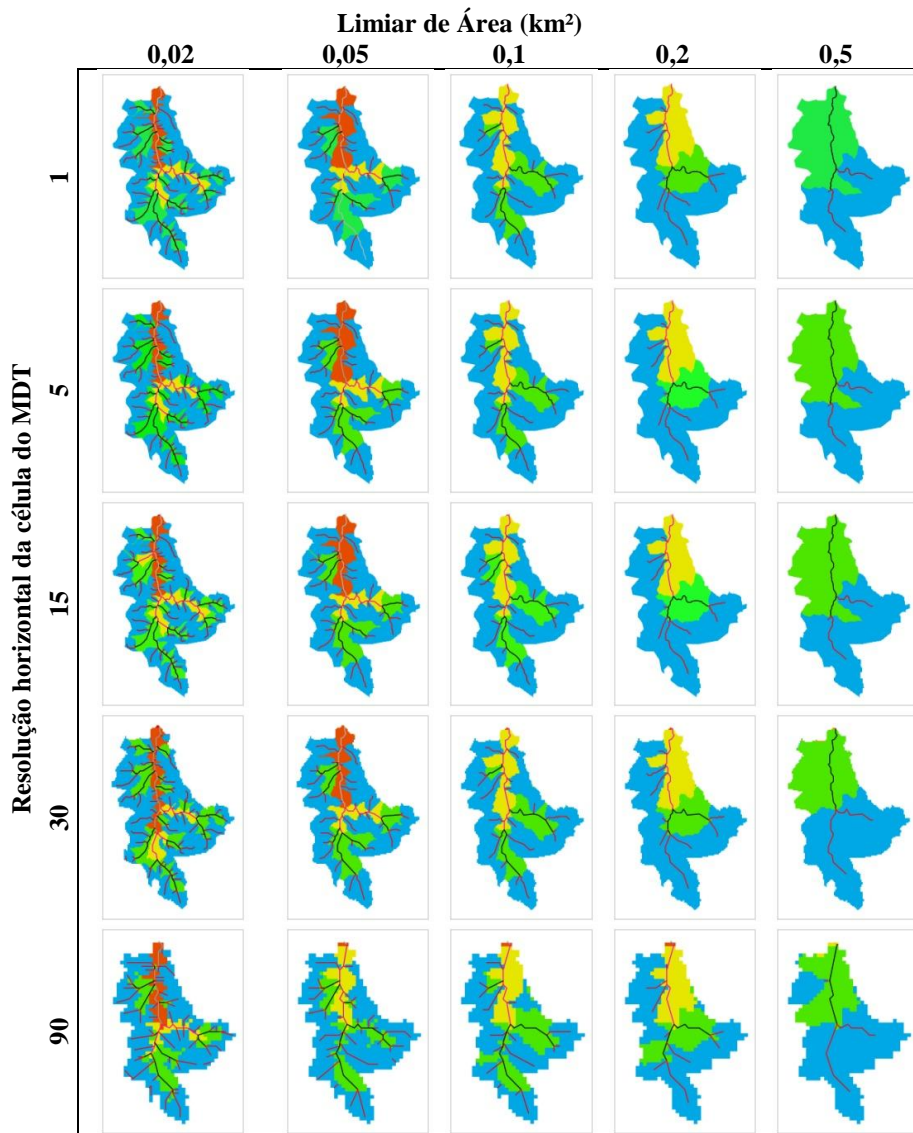 Limiar de Área (km²)
0,02 0,05 0,1 0,2 0,5
Resolução horizontal da célula do MDT
1
5
15
30
90